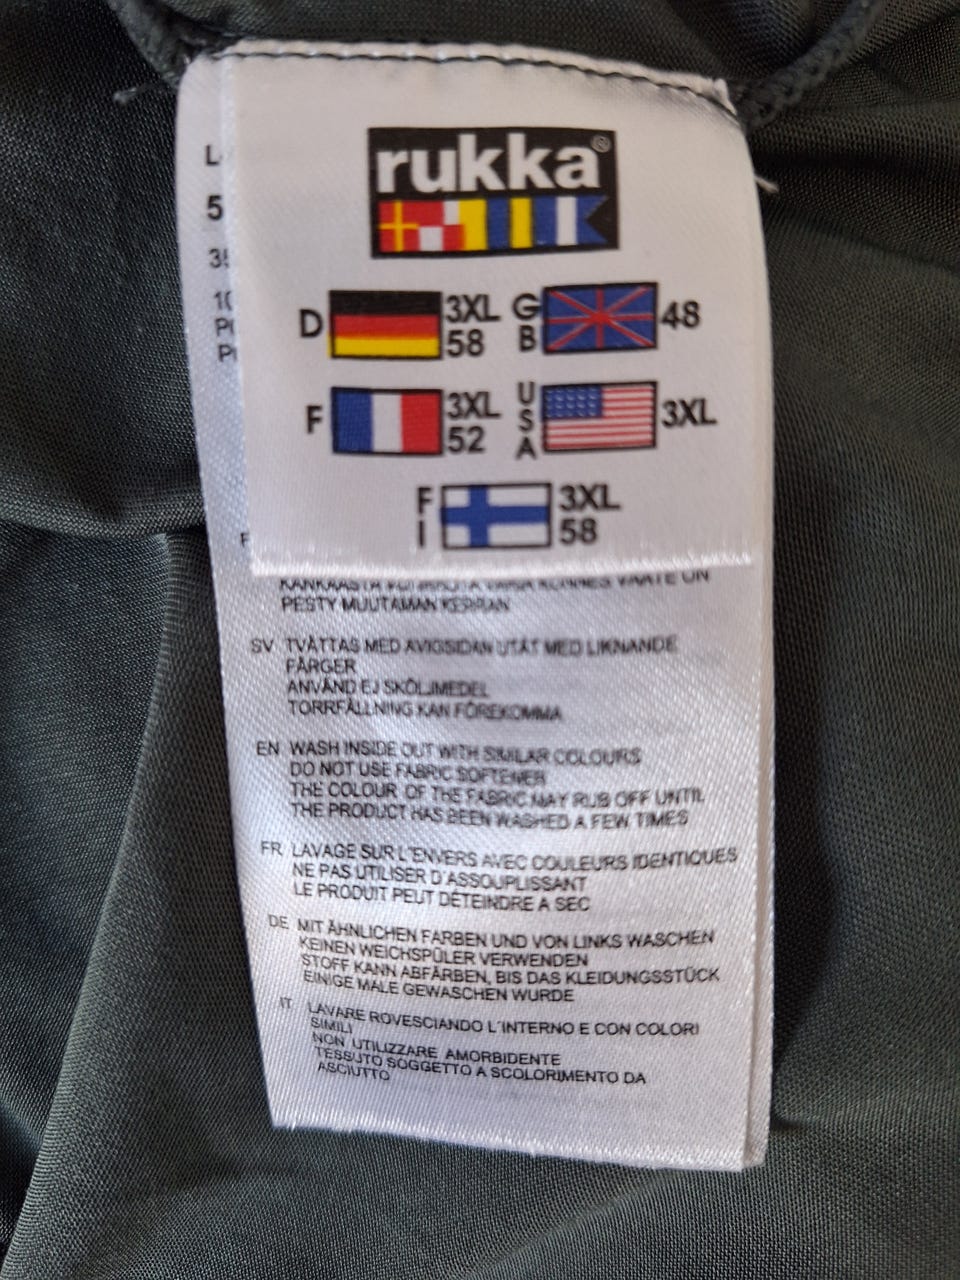 rukka®
D 3XL 58
GB 48
F 3XL 52
USA 3XL
FI 3XL 58
PESTY MUUTAMAN KERRAN
SV TVÄTTAS MED AVIGSIDAN UTÅT MED LIKNANDE
FÄRGER
ANVÄND EJ SKÖLJMEDEL
TORRFÄLLNING KAN FÖREKOMMA
EN WASH INSIDE OUT WITH SIMILAR COLOURS
DO NOT USE FABRIC SOFTENER
THE COLOUR OF THE FABRIC MAY RUB OFF UNTIL
THE PRODUCT HAS BEEN WASHED A FEW TIMES
FR LAVAGE SUR L'ENVERS AVEC COULEURS IDENTIQUES
NE PAS UTILISER D'ASSOUPLISSANT
LE PRODUIT PEUT DÉTEINDRE A SEC
DE MIT ÄHNLICHEN FARBEN UND VON LINKS WASCHEN
KEINEN WEICHSPÜLER VERWENDEN
STOFF KANN ABFÄRBEN, BIS DAS KLEIDUNGSSTÜCK
EINIGE MALE GEWASCHEN WURDE
IT LAVARE ROVESCIANDO L'INTERNO E CON COLORI
SIMILI
NON UTILIZZARE AMORBIDENTE
TESSUTO SOGGETTO A SCOLORIMENTO DA
ASCIUTTO